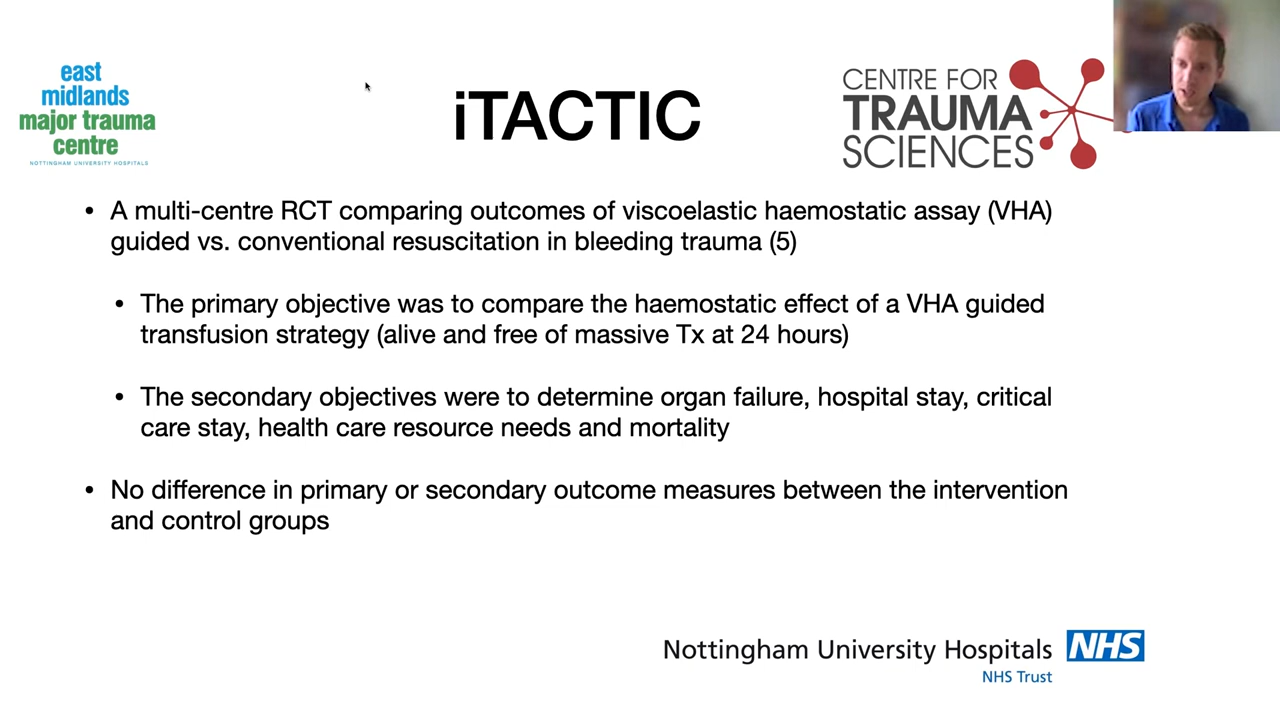 east
midlands
major trauma
centre
NOTTINGHAM UNIVERSITY HOSPITALS
iTACTIC
CENTRE FOR
TRAUMA
SCIENCES
• A multi-centre RCT comparing outcomes of viscoelastic haemostatic assay (VHA)
guided vs. conventional resuscitation in bleeding trauma (5)
• The primary objective was to compare the haemostatic effect of a VHA guided
transfusion strategy (alive and free of massive Tx at 24 hours)
• The secondary objectives were to determine organ failure, hospital stay, critical
care stay, health care resource needs and mortality
• No difference in primary or secondary outcome measures between the intervention
and control groups
Nottingham University Hospitals NHS
NHS Trust